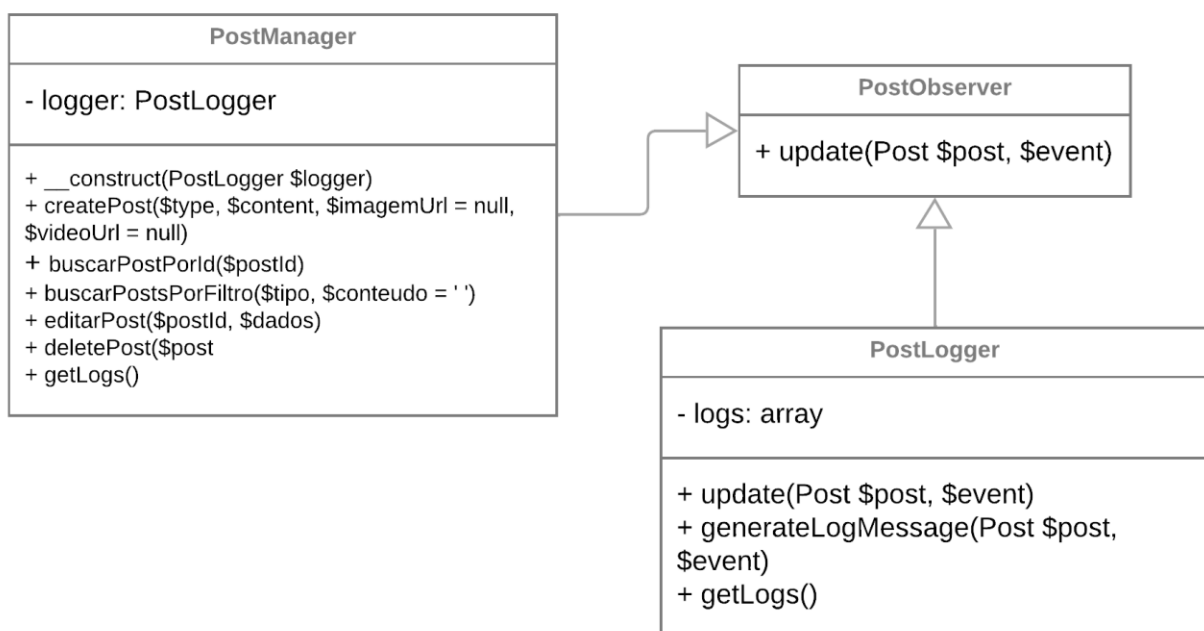 PostManager
- logger: PostLogger
+ __construct(PostLogger $logger)
+ createPost($type, $content, $imagemUrl = null,
$videoUrl = null)
+ buscarPostPorId($postId)
+ buscarPostsPorFiltro($tipo, $conteudo = ' ')
+ editarPost($postId, $dados)
+ deletePost($post
+ getLogs()
PostObserver
+ update(Post $post, $event)
PostLogger
- logs: array
+ update(Post $post, $event)
+ generateLogMessage(Post $post,
$event)
+ getLogs()